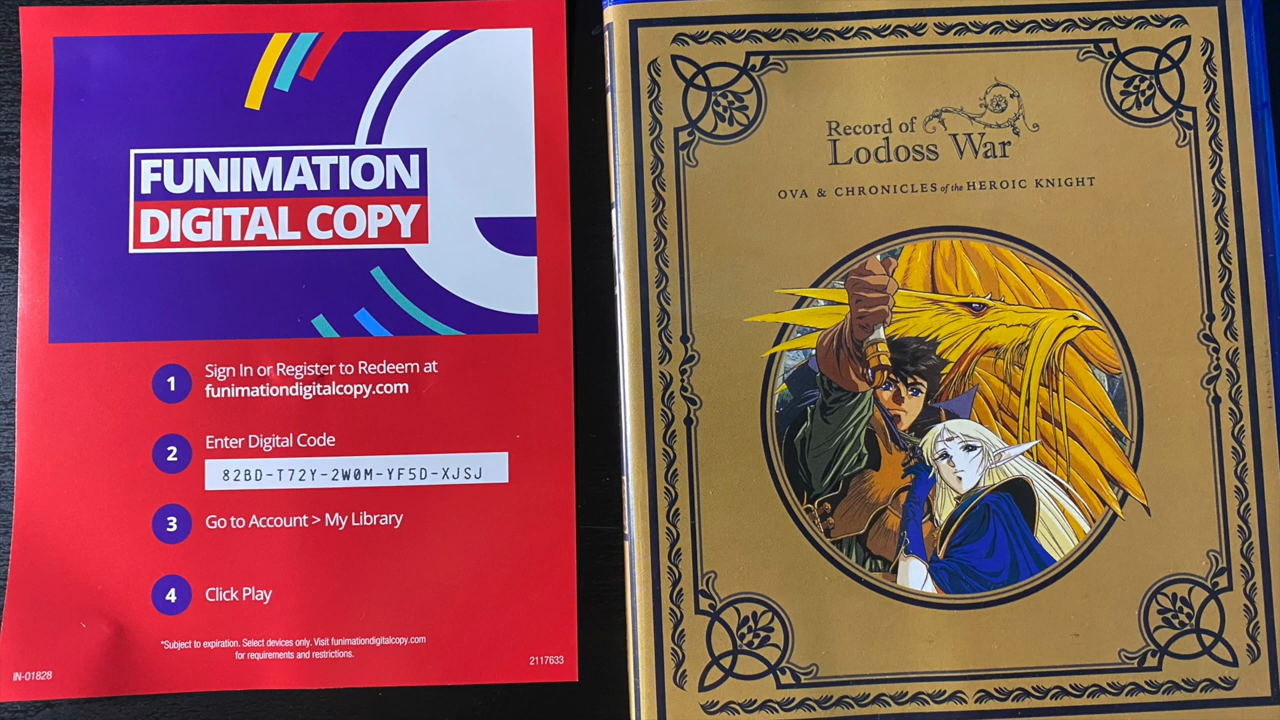 FUNIMATION
DIGITAL COPY
1 Sign In or Register to Redeem at
funimationdigitalcopy.com
2 Enter Digital Code
82BD-T72Y-2W0M-YF5D-XJSJ
3 Go to Account > My Library
4 Click Play
*Subject to expiration. Select devices only. Visit funimationdigitalcopy.com
for requirements and restrictions.
IN-01828
2117633
Record of
Lodoss War
OVA & CHRONICLES of the HEROIC KNIGHT